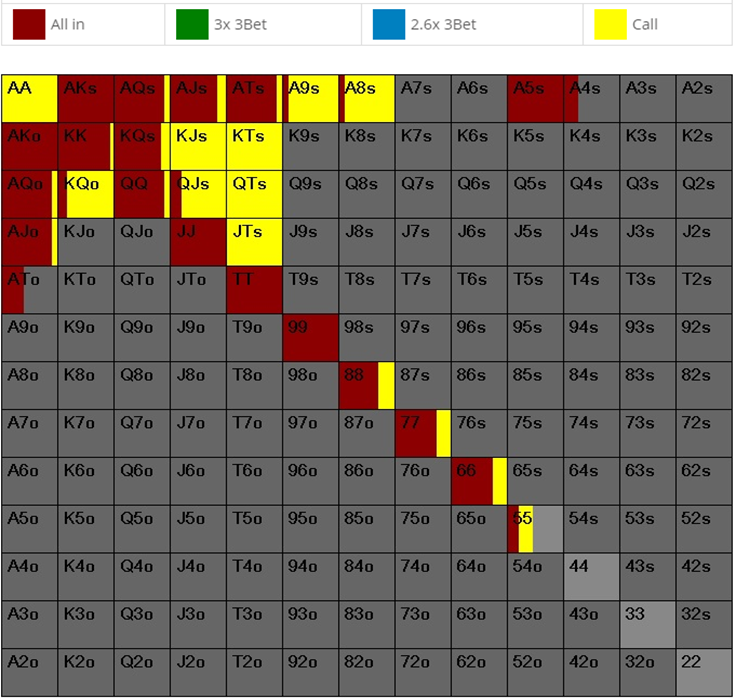 All in 3x 3Bet 2.6x 3Bet Call
AA AKs AQs AJs ATs A9s A8s A7s A6s A5s A4s A3s A2s
AKo KK KQs KJs KTs K9s K8s K7s K6s K5s K4s K3s K2s
AQo KQo QQ QJs QTs Q9s Q8s Q7s Q6s Q5s Q4s Q3s Q2s
AJo KJo QJo JJ JTs J9s J8s J7s J6s J5s J4s J3s J2s
ATo KTo QTo JTo TT T9s T8s T7s T6s T5s T4s T3s T2s
A9o K9o Q9o J9o T9o 99 98s 97s 96s 95s 94s 93s 92s
A8o K8o Q8o J8o T8o 98o 88 87s 86s 85s 84s 83s 82s
A7o K7o Q7o J7o T7o 97o 87o 77 76s 75s 74s 73s 72s
A6o K6o Q6o J6o T6o 96o 86o 76o 66 65s 64s 63s 62s
A5o K5o Q5o J5o T5o 95o 85o 75o 65o 55 54s 53s 52s
A4o K4o Q4o J4o T4o 94o 84o 74o 64o 54o 44 43s 42s
A3o K3o Q3o J3o T3o 93o 83o 73o 63o 53o 43o 33 32s
A2o K2o Q2o J2o T2o 92o 82o 72o 62o 52o 42o 32o 22